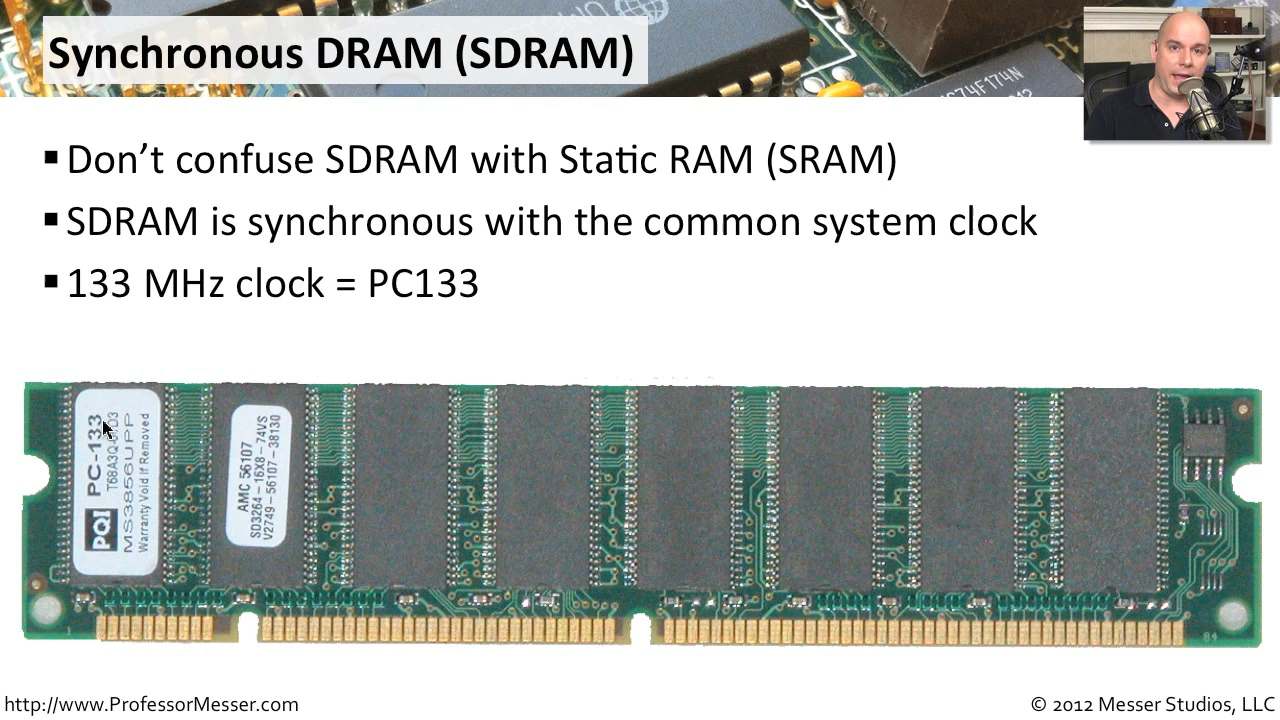 Synchronous DRAM (SDRAM)
Don't confuse SDRAM with Static RAM (SRAM)
SDRAM is synchronous with the common system clock
133 MHz clock = PC133
PQI PC-133
MS3856UPP
Warranty Void if Removed
AMC 56107
SD3264-16X8-74VS
V2749-56107-38130
84
http://www.ProfessorMesser.com
© 2012 Messer Studios, LLC